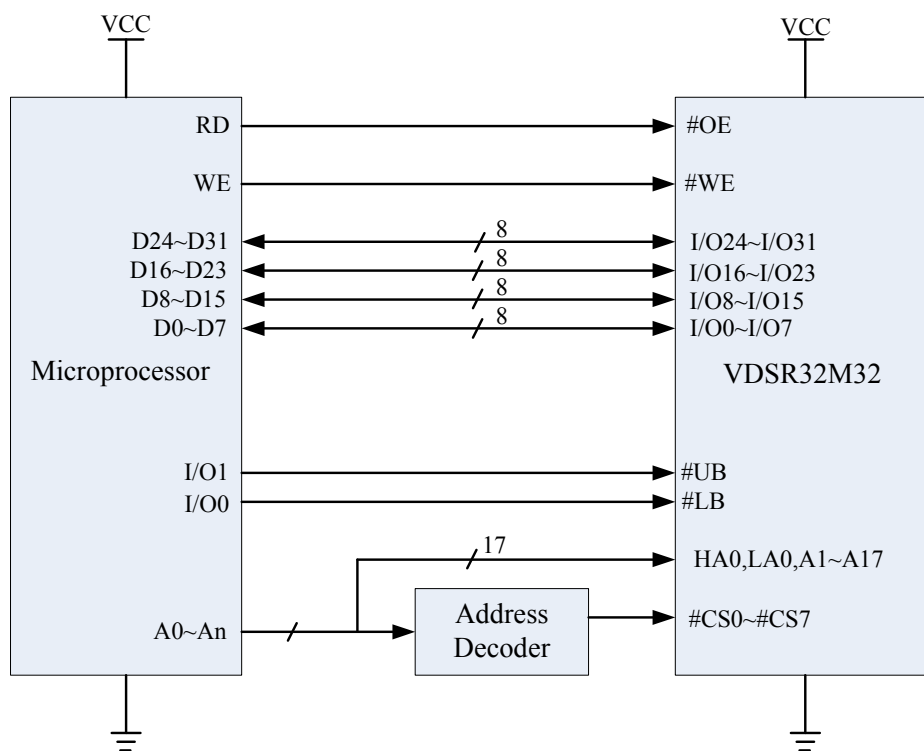 VCC
VCC
RD
#OE
WE
#WE
D24~D31
8
I/O24~I/O31
D16~D23
8
I/O16~I/O23
D8~D15
8
I/O8~I/O15
D0~D7
8
I/O0~I/O7
Microprocessor
VDSR32M32
I/O1
#UB
I/O0
#LB
17
HA0,LA0,A1~A17
A0~An
Address
Decoder
#CS0~#CS7